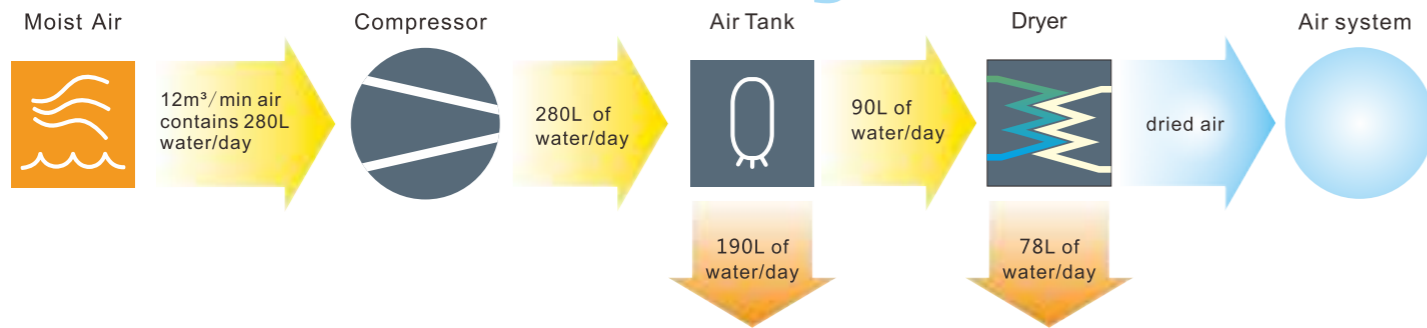 Moist Air
Compressor
Air Tank
Dryer
Air system
12m³/min air
contains 280L
water/day
280L of
water/day
90L of
water/day
dried air
190L of
water/day
78L of
water/day